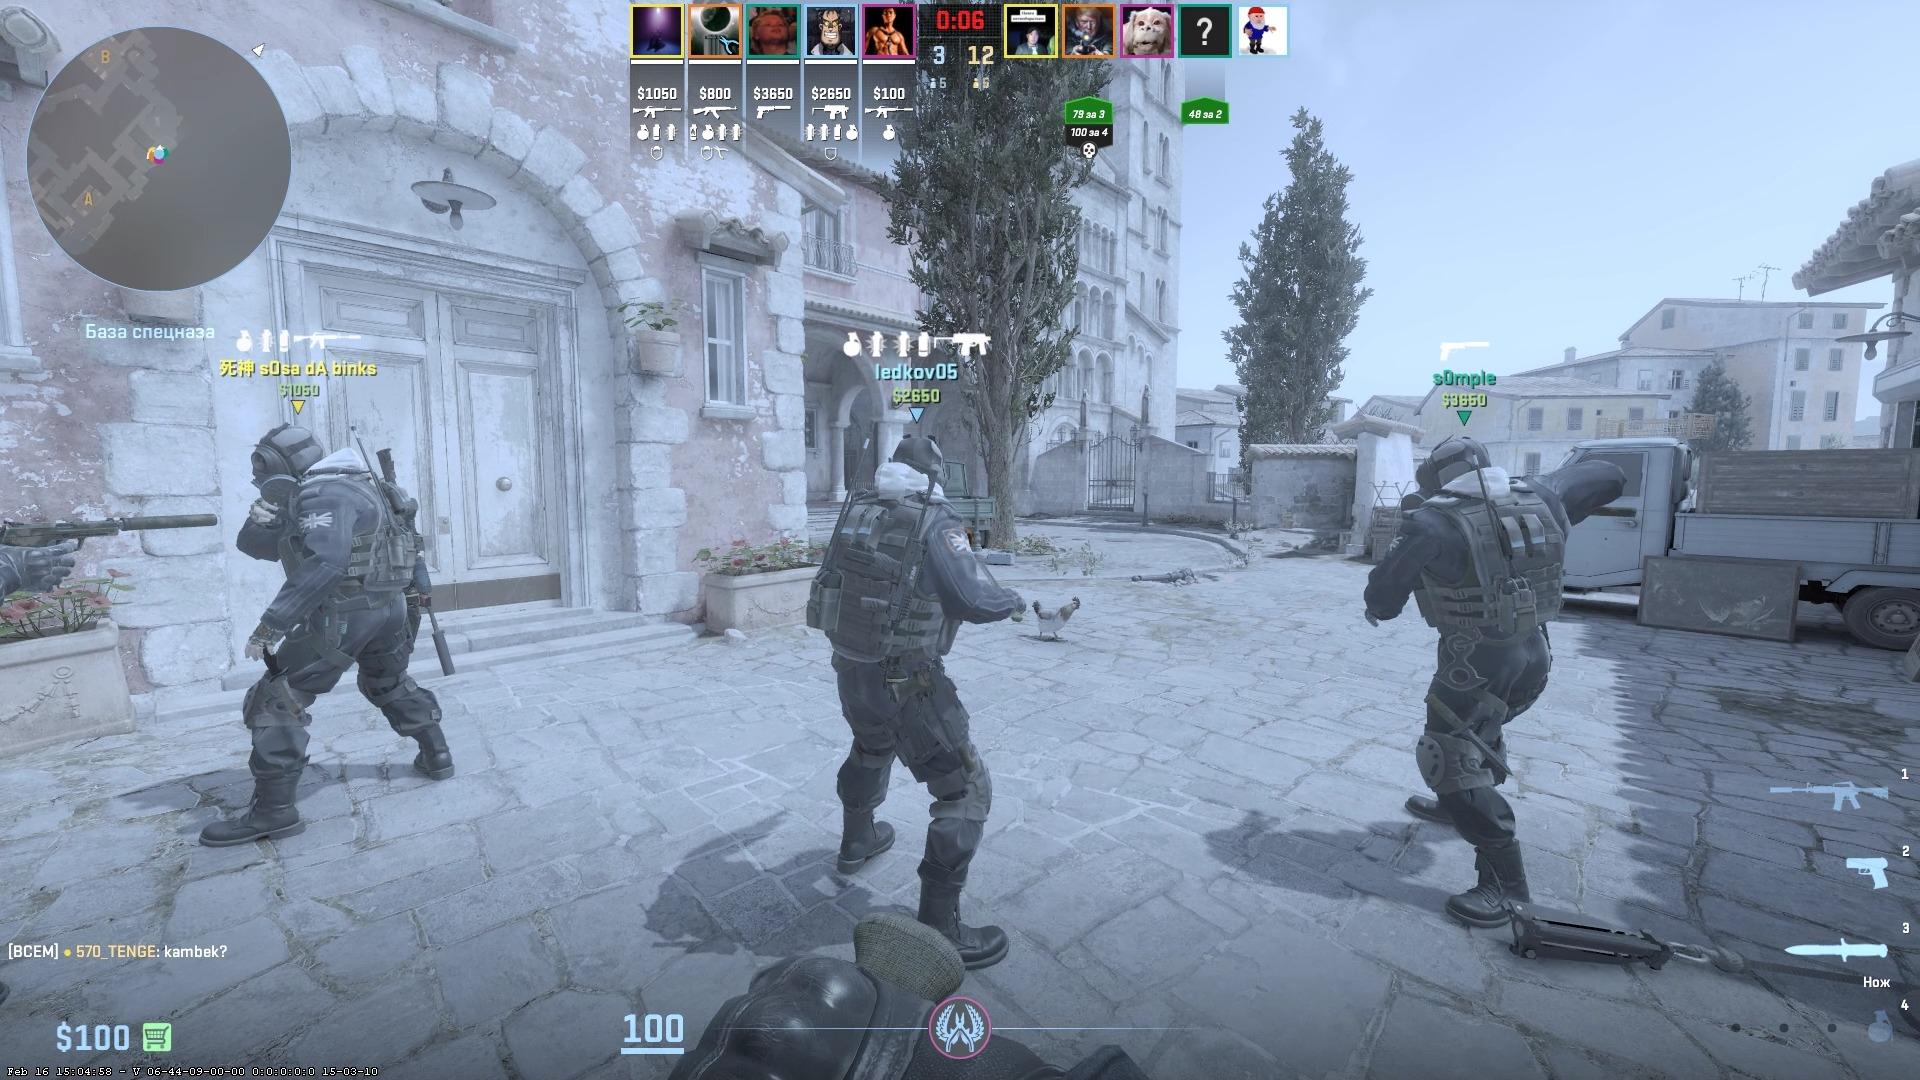 B
A
0:06
3 12
5
$1050 $800 $3650 $2650 $100
79 за 3
100 за 4
?
48 за 2
База спецназа
死神 s0sa dA binks
$1050
ledkov05
$2650
s0mple
$3650
1
2
3
Нож
4
[ВСЕМ] • 570_TENGE: kambek?
$100
100
Feb 16 15:04:58 - V 06-44-09-00-00 0:0:0:0:0 15-03-10